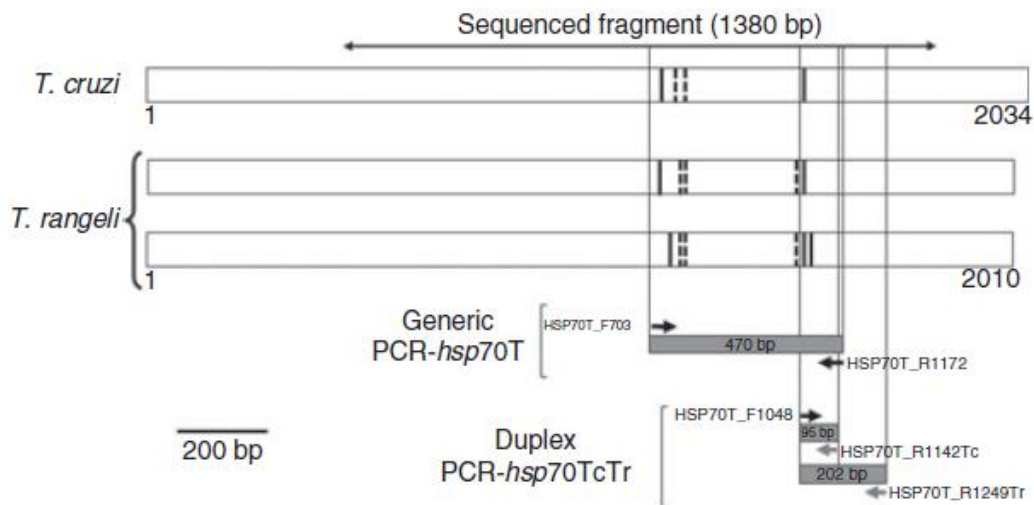 Sequenced fragment (1380 bp)
T. cruzi
1
2034
T. rangeli
1
2010
Generic
PCR-hsp70T
HSP70T_F703
470 bp
HSP70T_R1172
200 bp
Duplex
PCR-hsp70TcTr
HSP70T_F1048
95 bp
HSP70T_R1142Tc
202 bp
HSP70T_R1249Tr